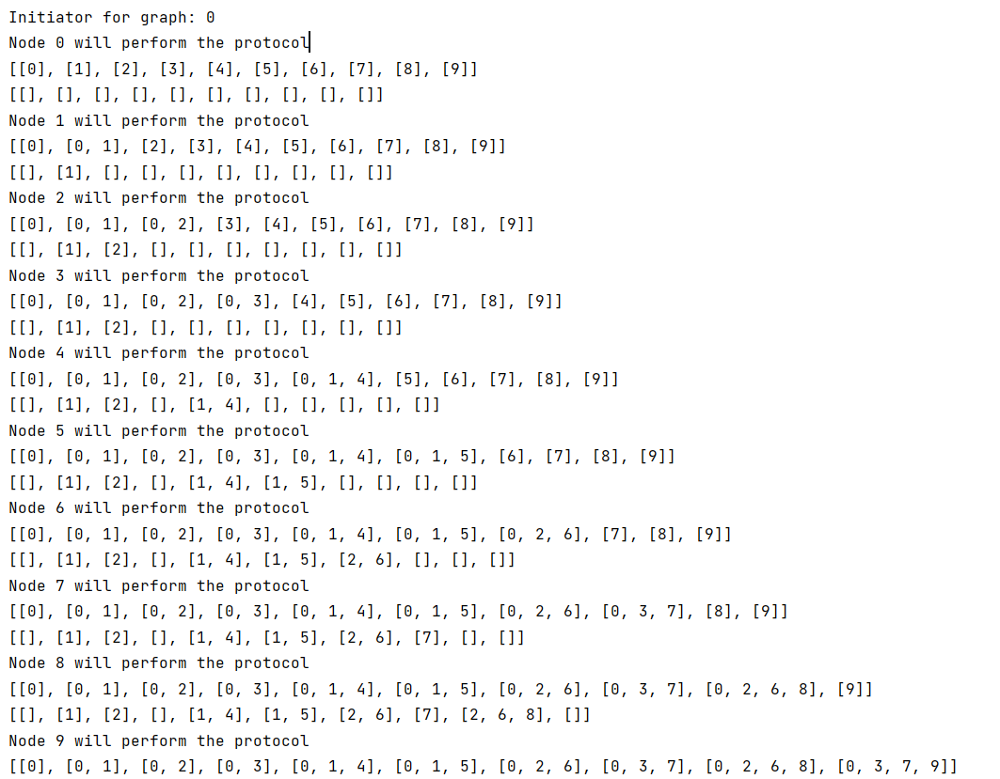 Initiator for graph: 0
Node 0 will perform the protocol
[[0], [1], [2], [3], [4], [5], [6], [7], [8], [9]]
[[], [], [], [], [], [], [], [], [], []]
Node 1 will perform the protocol
[[0], [0, 1], [2], [3], [4], [5], [6], [7], [8], [9]]
[[], [1], [], [], [], [], [], [], [], []]
Node 2 will perform the protocol
[[0], [0, 1], [0, 2], [3], [4], [5], [6], [7], [8], [9]]
[[], [1], [2], [], [], [], [], [], [], []]
Node 3 will perform the protocol
[[0], [0, 1], [0, 2], [0, 3], [4], [5], [6], [7], [8], [9]]
[[], [1], [2], [], [], [], [], [], [], []]
Node 4 will perform the protocol
[[0], [0, 1], [0, 2], [0, 3], [0, 1, 4], [5], [6], [7], [8], [9]]
[[], [1], [2], [], [1, 4], [], [], [], [], []]
Node 5 will perform the protocol
[[0], [0, 1], [0, 2], [0, 3], [0, 1, 4], [0, 1, 5], [6], [7], [8], [9]]
[[], [1], [2], [], [1, 4], [1, 5], [], [], [], []]
Node 6 will perform the protocol
[[0], [0, 1], [0, 2], [0, 3], [0, 1, 4], [0, 1, 5], [0, 2, 6], [7], [8], [9]]
[[], [1], [2], [], [1, 4], [1, 5], [2, 6], [], [], []]
Node 7 will perform the protocol
[[0], [0, 1], [0, 2], [0, 3], [0, 1, 4], [0, 1, 5], [0, 2, 6], [0, 3, 7], [8], [9]]
[[], [1], [2], [], [1, 4], [1, 5], [2, 6], [7], [], []]
Node 8 will perform the protocol
[[0], [0, 1], [0, 2], [0, 3], [0, 1, 4], [0, 1, 5], [0, 2, 6], [0, 3, 7], [0, 2, 6, 8], [9]]
[[], [1], [2], [], [1, 4], [1, 5], [2, 6], [7], [2, 6, 8], []]
Node 9 will perform the protocol
[[0], [0, 1], [0, 2], [0, 3], [0, 1, 4], [0, 1, 5], [0, 2, 6], [0, 3, 7], [0, 2, 6, 8], [0, 3, 7, 9]]